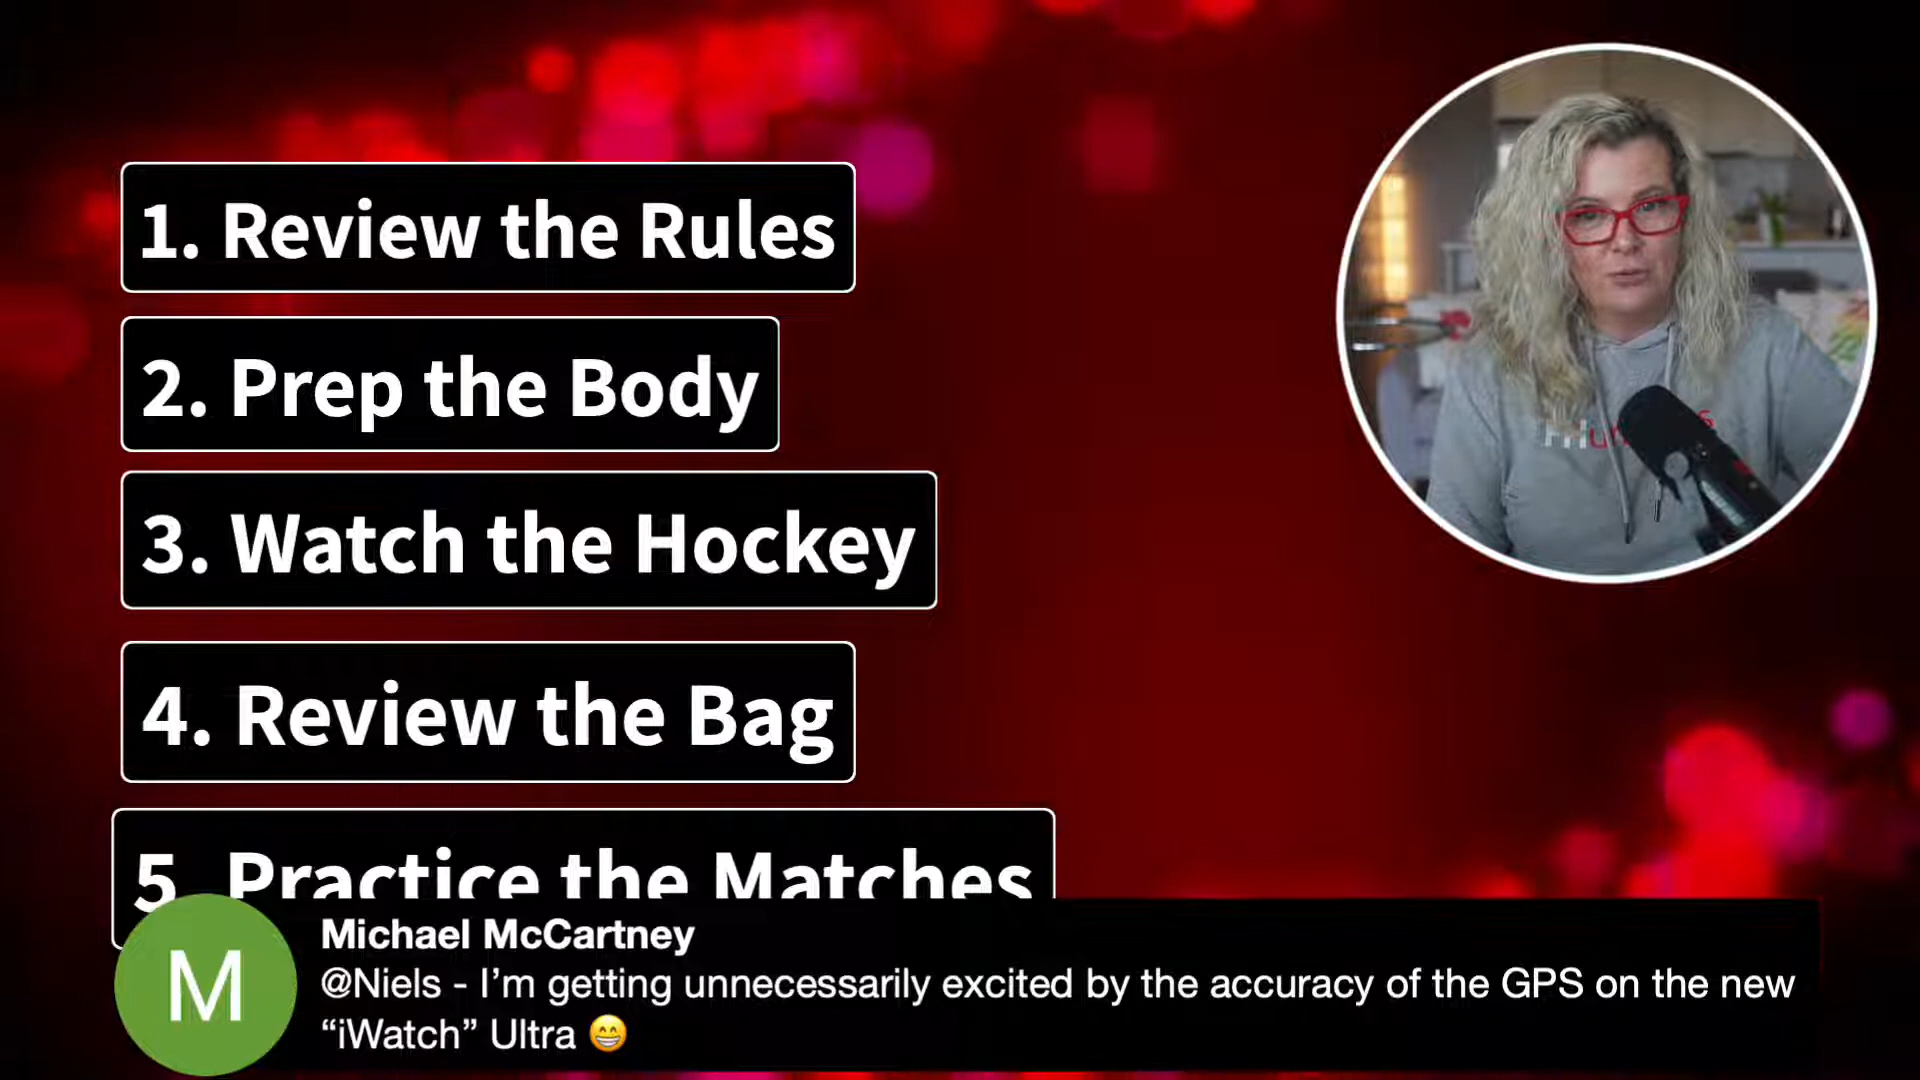 1. Review the Rules
2. Prep the Body
3. Watch the Hockey
4. Review the Bag
5. Practice the Matches
M
Michael McCartney
@Niels - I’m getting unnecessarily excited by the accuracy of the GPS on the new
“iWatch” Ultra 😁